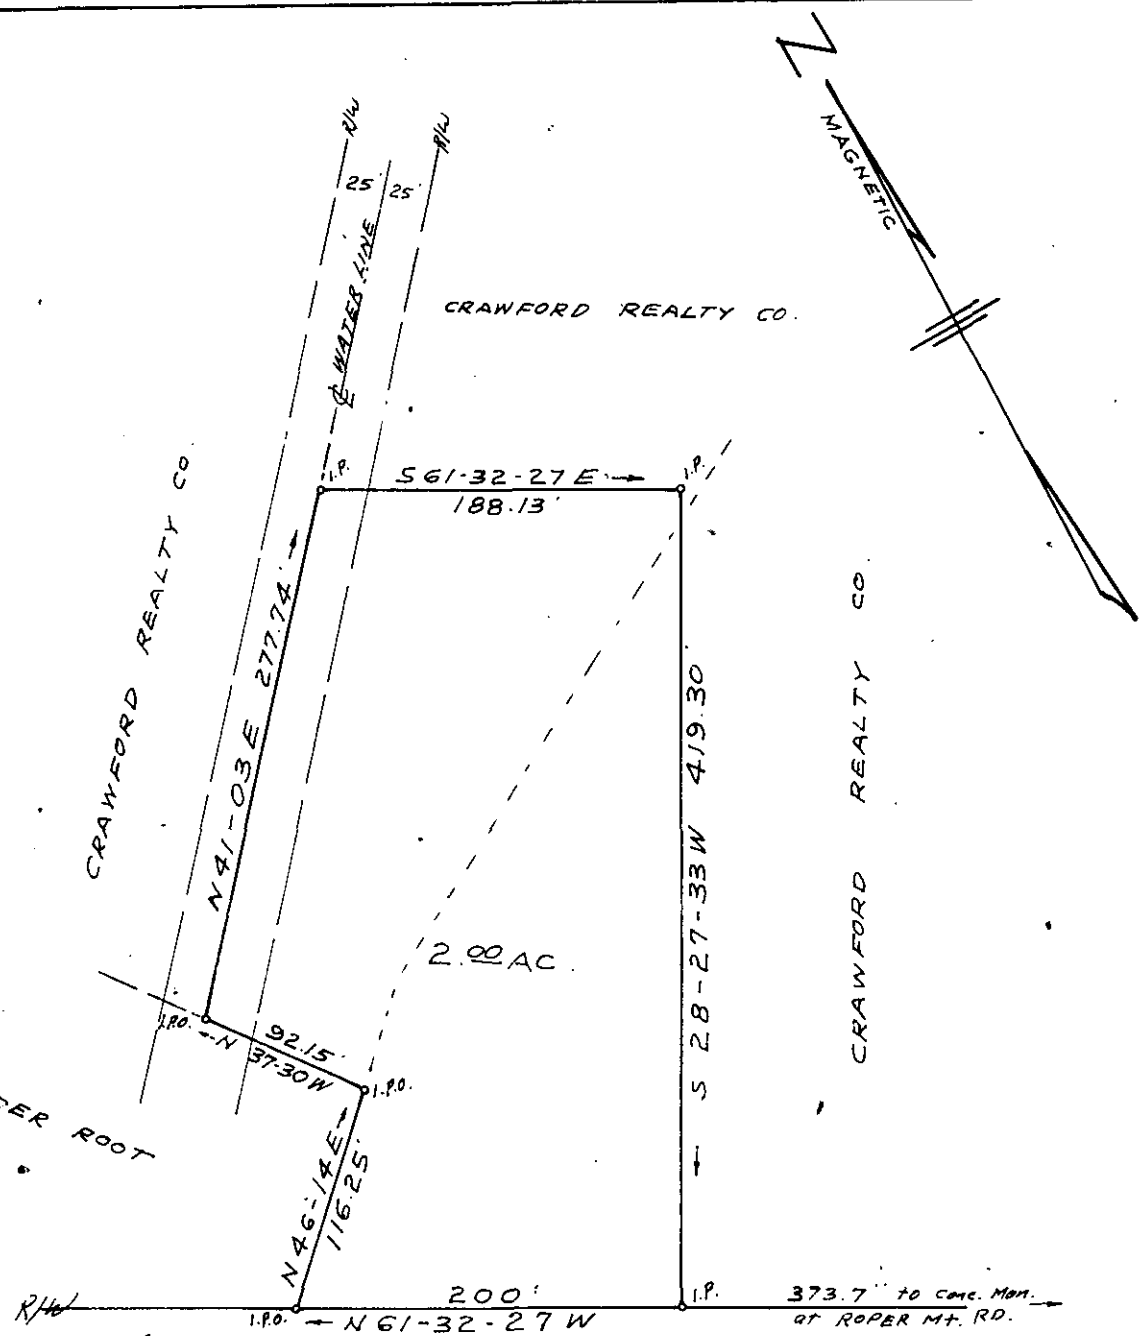 N
MAGNETIC
R/W
R/W
25'
25'
℄ WATER LINE
CRAWFORD REALTY CO.
CRAWFORD REALTY CO.
I.P.
S 61-32-27 E
188.13'
I.P.
N 41-03 E 277.74'
S 28-27-33 W 419.30'
CRAWFORD REALTY CO.
2.00 AC.
I.P.O.
92.15'
N 37-30 W
I.P.O.
ROOT
N 46-14 E
116.25'
R/W
I.P.O.
200'
N 61-32-27 W
I.P.
373.7' to Conc. Mon.
at ROPER Mt. RD.